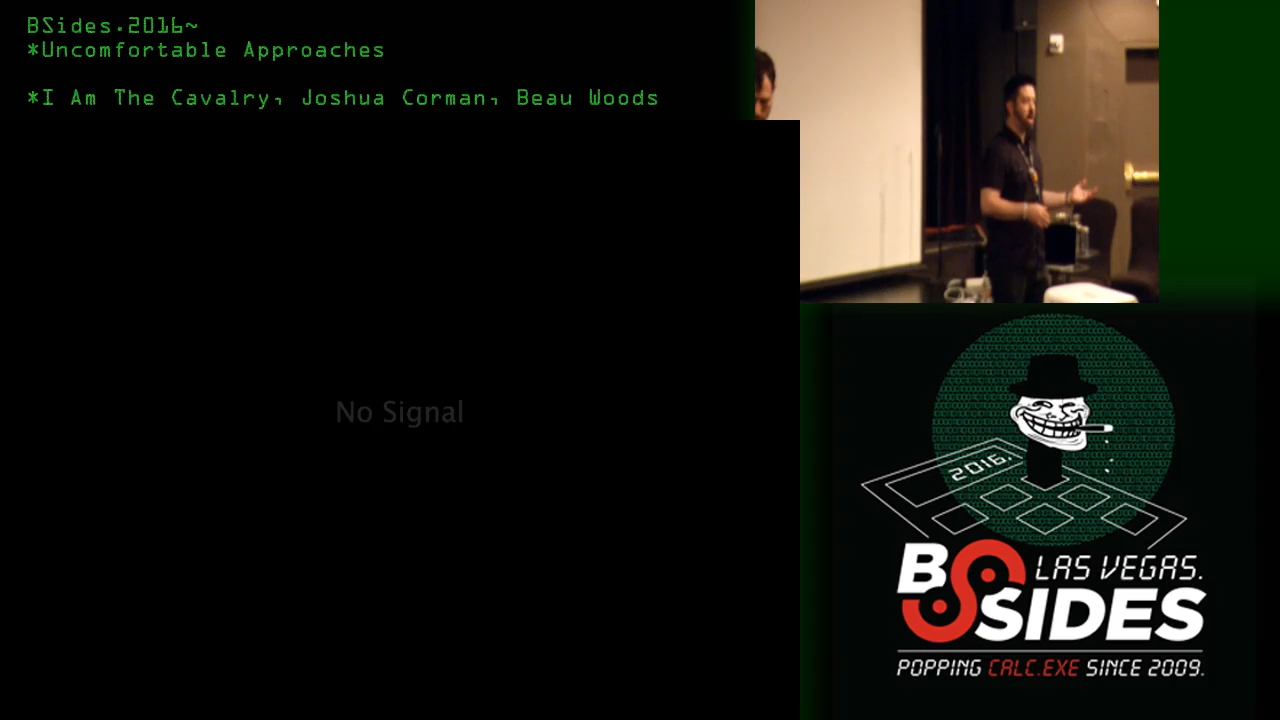 BSides.2016~
*Uncomfortable Approaches
*I Am The Cavalry, Joshua Corman, Beau Woods
No Signal
2016.
BSIDES LAS VEGAS.
POPPING CALC.EXE SINCE 2009.